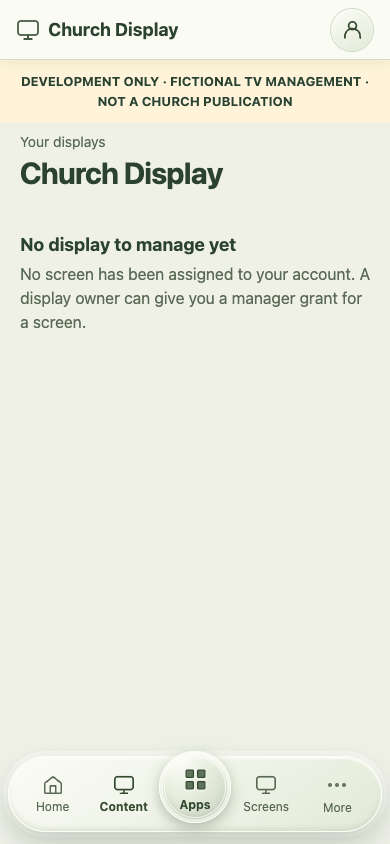 Church Display
DEVELOPMENT ONLY · FICTIONAL TV MANAGEMENT ·
NOT A CHURCH PUBLICATION
Your displays
Church Display
No display to manage yet
No screen has been assigned to your account. A
display owner can give you a manager grant for
a screen.
Home
Content
Apps
Screens
More